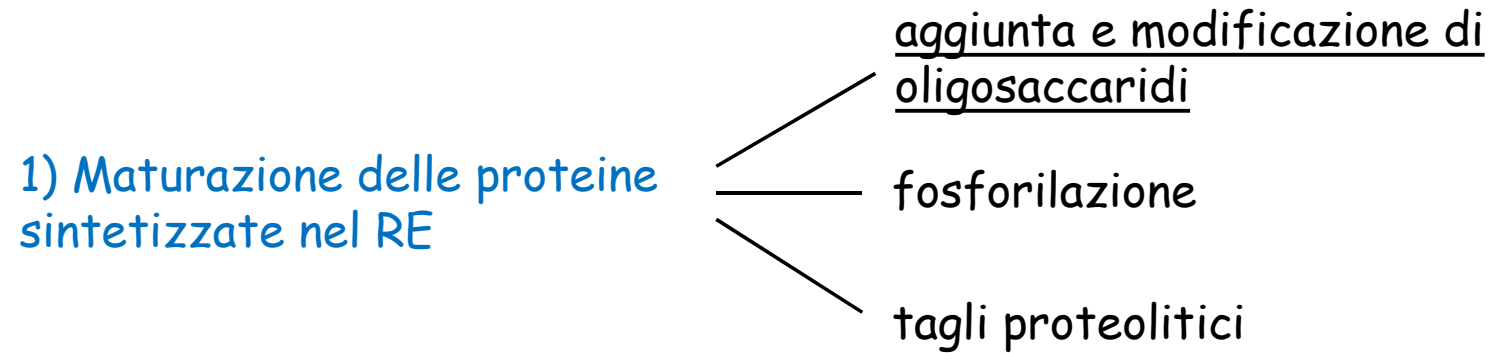 1) Maturazione delle proteine
sintetizzate nel RE
aggiunta e modificazione di
oligosaccaridi
fosforilazione
tagli proteolitici